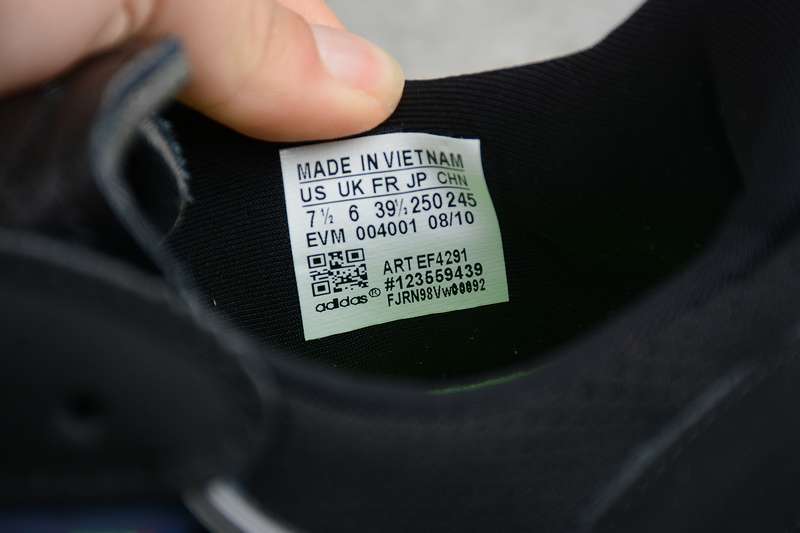 MADE IN VIETNAM
US UK FR JP CHN
7½ 6 39½ 250 245
EVM 004001 08/10
ART EF4291
#123559439
adidas®